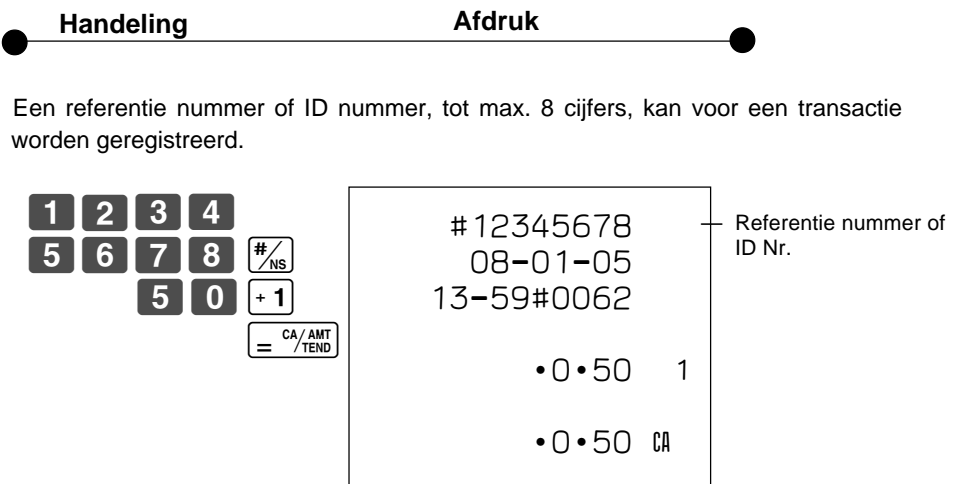 Handeling Afdruk
Een referentie nummer of ID nummer, tot max. 8 cijfers, kan voor een transactie
worden geregistreerd.
1 2 3 4
5 6 7 8 #/NS
5 0 + 1
= CA/AMT TEND
#12345678
08-01-05
13-59#0062
•0•50 1
•0•50 CA
Referentie nummer of
ID Nr.